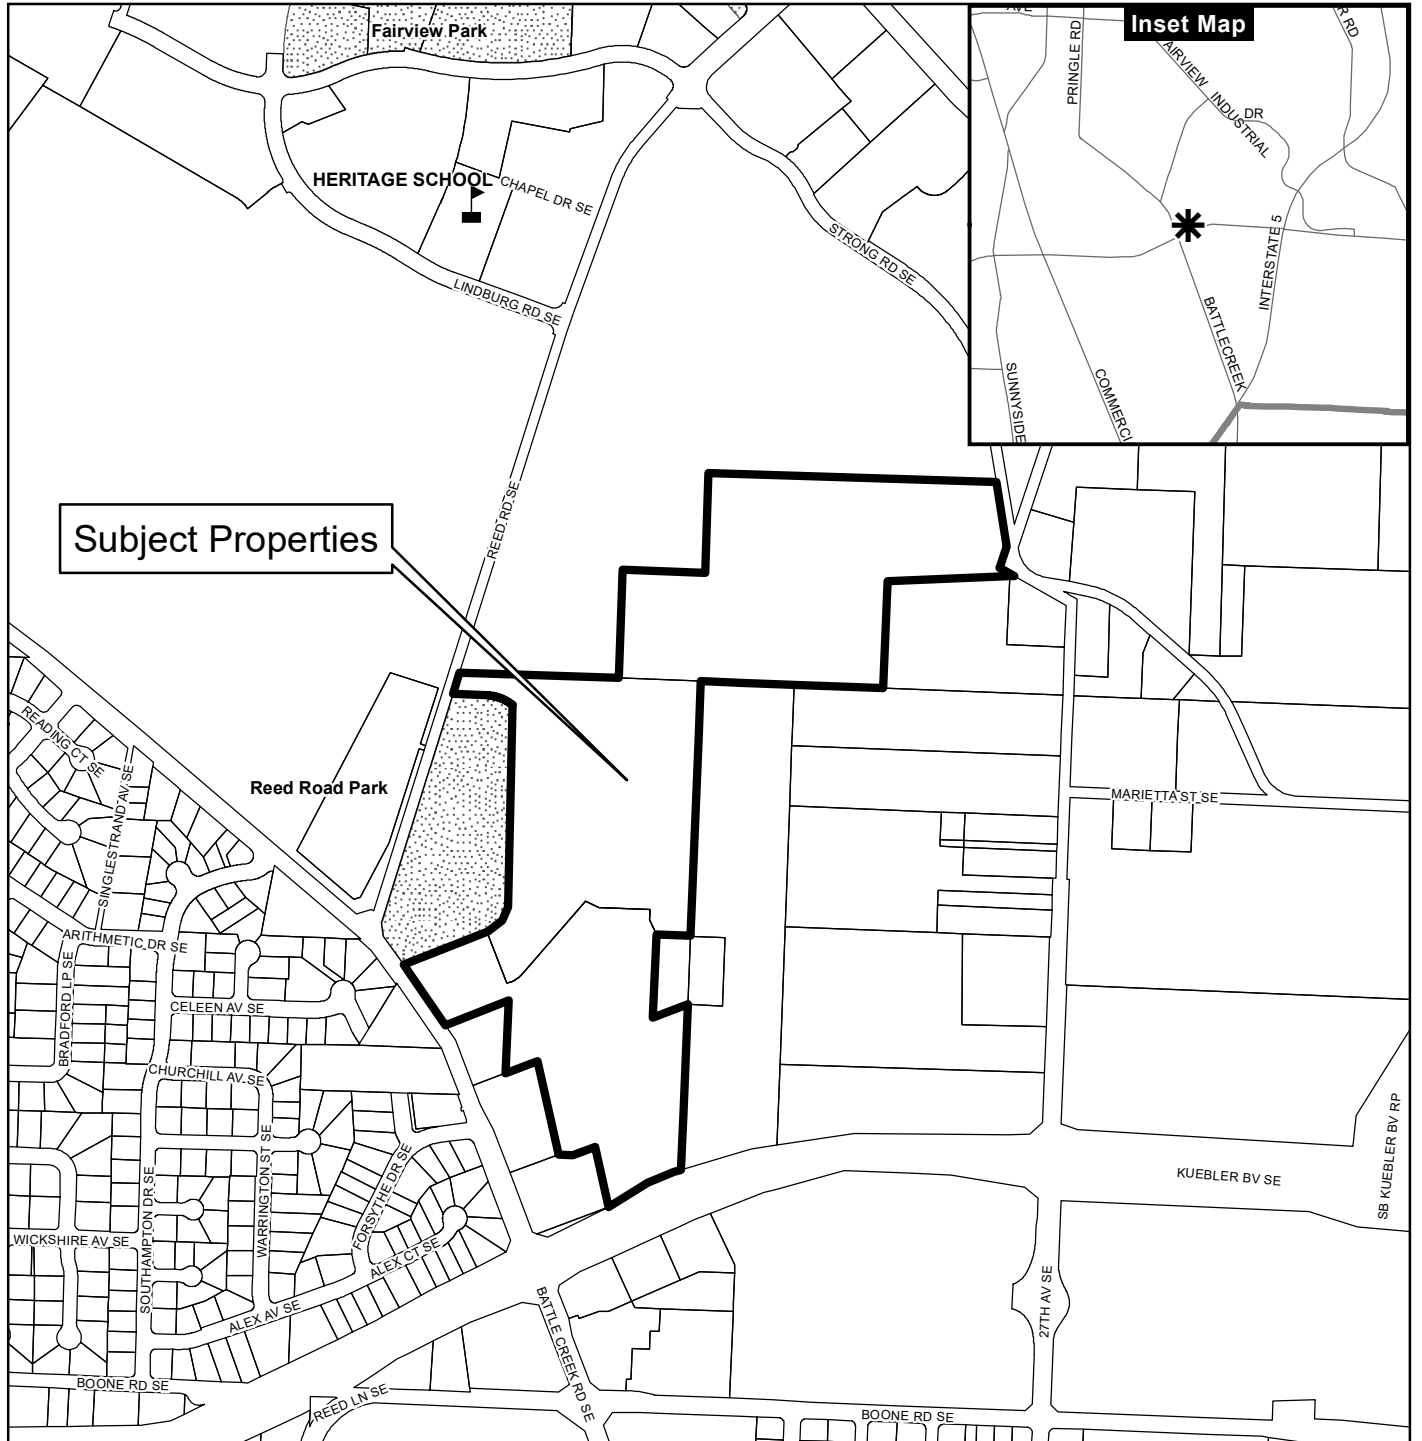 Fairview Park
Inset Map
AVE
PRINGLE RD
R RD
AIRVIEW INDUSTRIAL
DR
HERITAGE SCHOOL
CHAPEL DR SE
STRONG RD SE
INTERSTATE 5
LINDBURG RD SE
BATTLECREEK
SUNNYSIDE
COMMERCI
REED RD SE
Subject Properties
READING CT SE
SINGLESTRAND AV SE
Reed Road Park
MARIETTA ST SE
ARITHMETIC DR SE
BRADFORD LP SE
CELEEN AV SE
CHURCHILL AV SE
SOUTHAMPTON DR SE
WARRINGTON ST SE
FORSYTHE DR SE
KUEBLER BV SE
SB KUEBLER BV RP
WICKSHIRE AV SE
ALEX CT SE
ALEX AV SE
BATTLE CREEK RD SE
27TH AV SE
BOONE RD SE
REED LN SE
BOONE RD SE